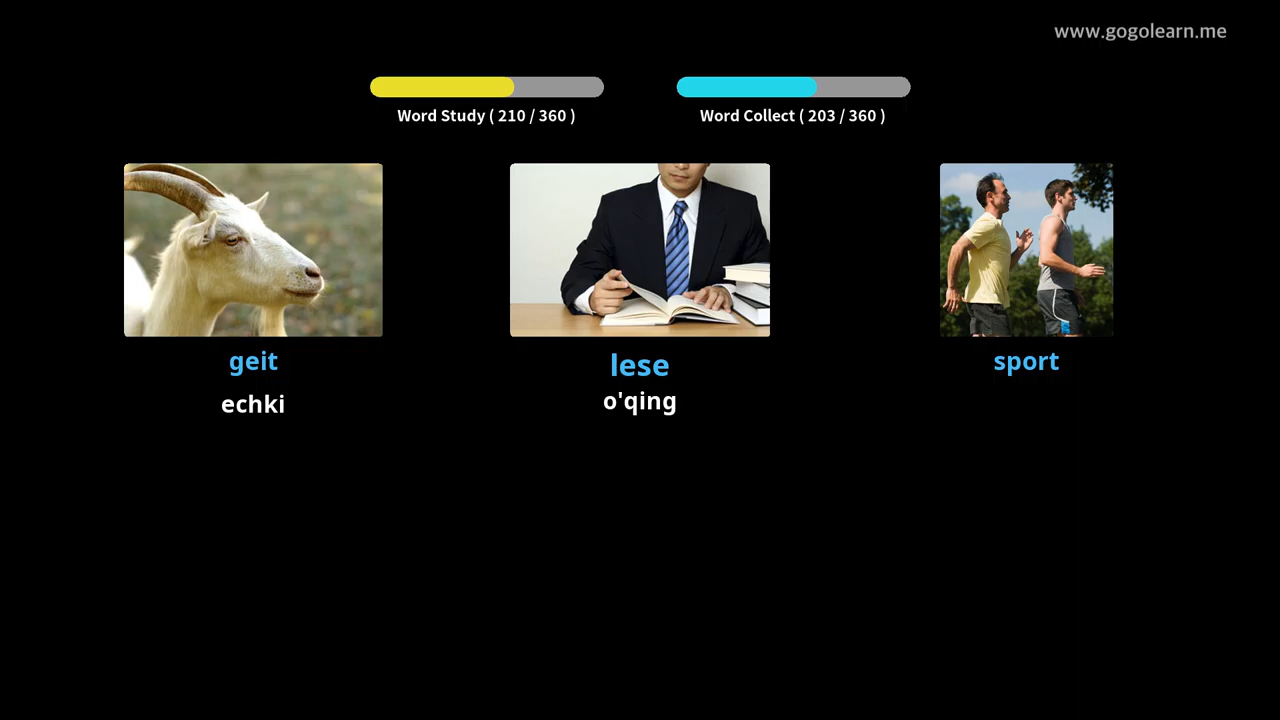 www.gogolearn.me
Word Study ( 210 / 360 )
Word Collect ( 203 / 360 )
geit
lese
sport
echki
o'qing